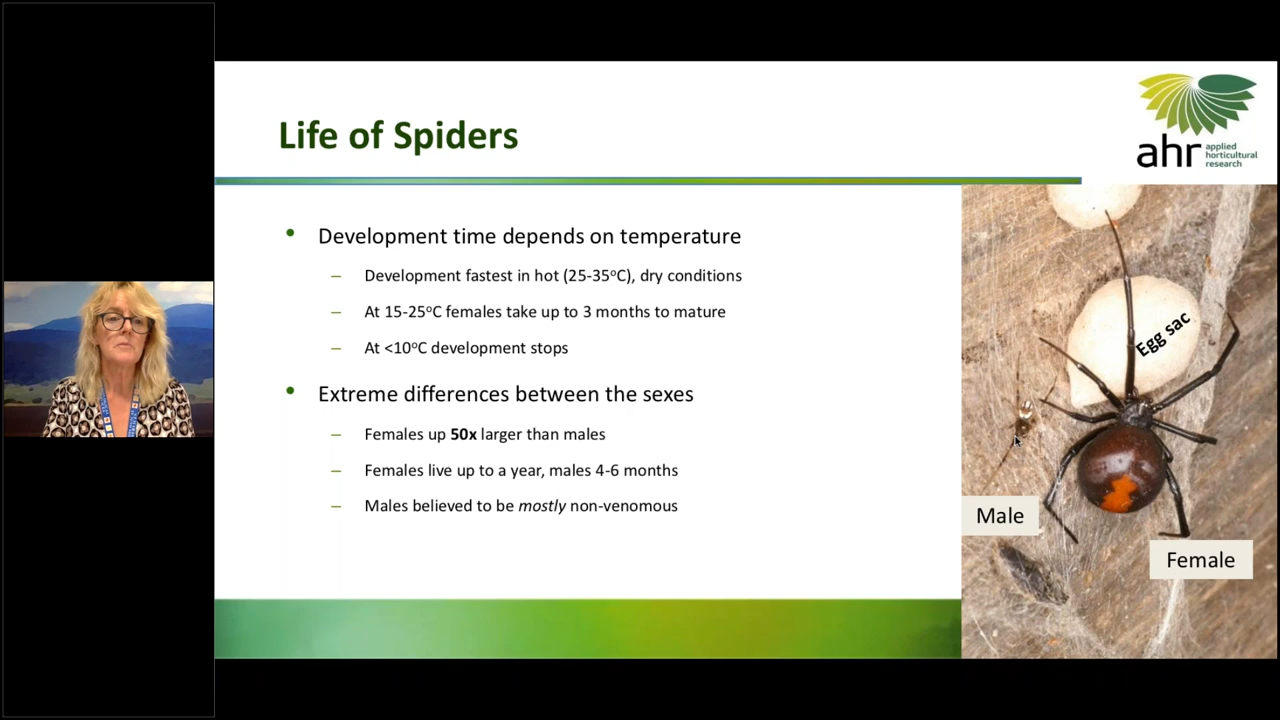 Life of Spiders
ahr applied
horticultural
research
• Development time depends on temperature
– Development fastest in hot (25-35°C), dry conditions
– At 15-25°C females take up to 3 months to mature
– At <10°C development stops
• Extreme differences between the sexes
– Females up 50x larger than males
– Females live up to a year, males 4-6 months
– Males believed to be mostly non-venomous
Egg sac
Male
Female